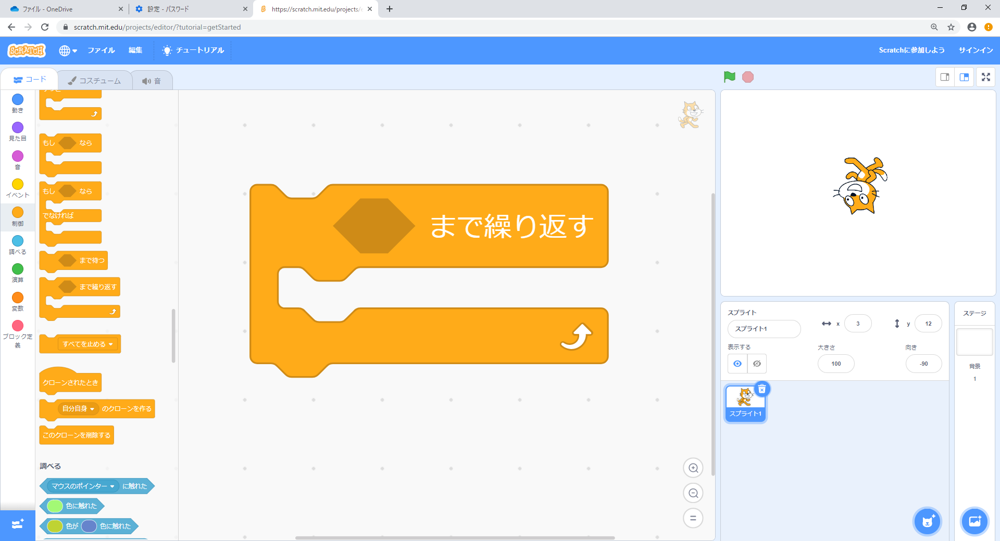 ファイル - OneDrive
設定 - パスワード
https://scratch.mit.edu/projects/e
scratch.mit.edu/projects/editor/?tutorial=getStarted
SCRATCH
ファイル
編集
チュートリアル
Scratchに参加しよう
サインイン
コード
コスチューム
音
動き
見た目
音
イベント
制御
調べる
演算
変数
ブロック定
義
もし なら
もし なら
でなければ
まで待つ
まで繰り返す
すべてを止める
クローンされたとき
自分自身 のクローンを作る
このクローンを削除する
調べる
マウスのポインター に触れた
色に触れた
色が 色に触れた
まで繰り返す
スプライト
スプライト1
x 3
y 12
表示する
大きさ
100
向き
-90
スプライト1
ステージ
背景
1